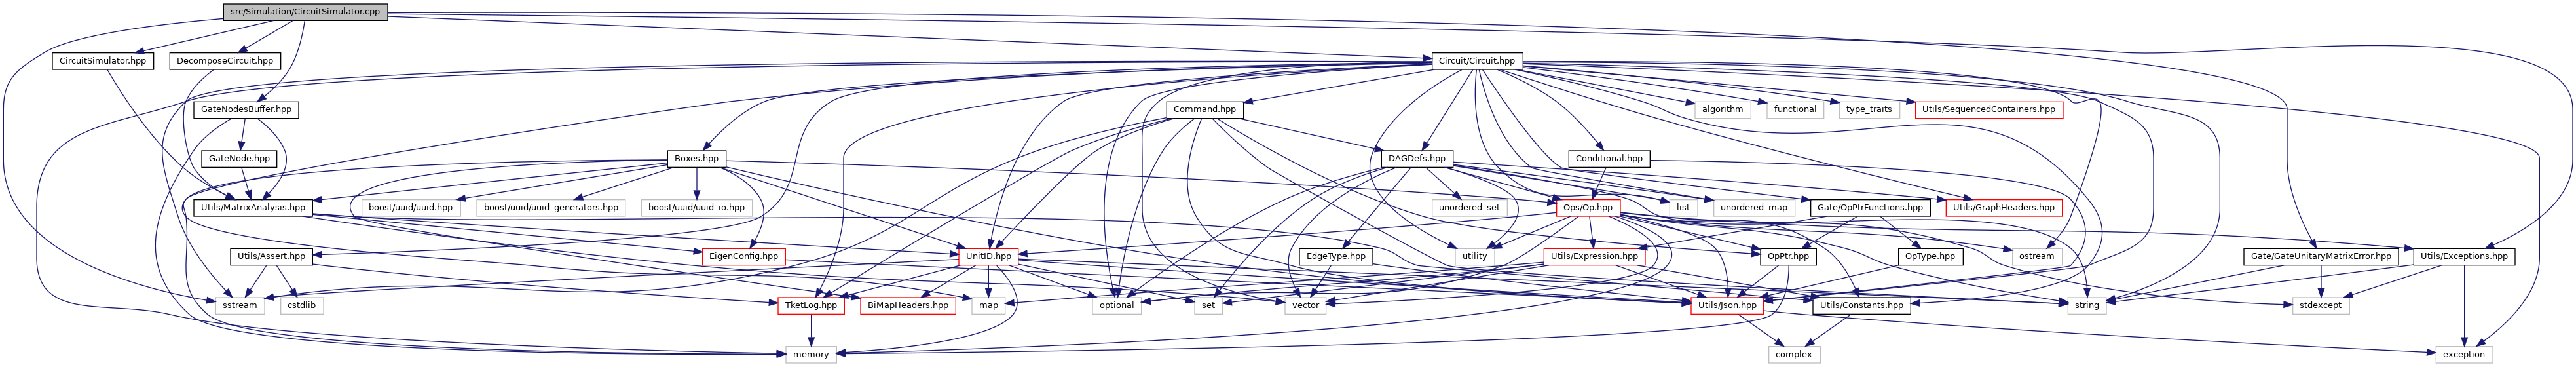 src/Simulation/CircuitSimulator.cpp
CircuitSimulator.hpp
DecomposeCircuit.hpp
Circuit/Circuit.hpp
GateNodesBuffer.hpp
Command.hpp
algorithm
functional
type_traits
Utils/SequencedContainers.hpp
GateNode.hpp
Boxes.hpp
DAGDefs.hpp
Conditional.hpp
Utils/MatrixAnalysis.hpp
boost/uuid/uuid.hpp
boost/uuid/uuid_generators.hpp
boost/uuid/uuid_io.hpp
unordered_set
Ops/Op.hpp
list
unordered_map
Gate/OpPtrFunctions.hpp
Utils/GraphHeaders.hpp
Utils/Assert.hpp
EigenConfig.hpp
UnitID.hpp
EdgeType.hpp
utility
Utils/Expression.hpp
OpPtr.hpp
OpType.hpp
ostream
Gate/GateUnitaryMatrixError.hpp
Utils/Exceptions.hpp
sstream
cstdlib
TketLog.hpp
BiMapHeaders.hpp
map
optional
set
vector
Utils/Json.hpp
Utils/Constants.hpp
string
stdexcept
memory
complex
exception